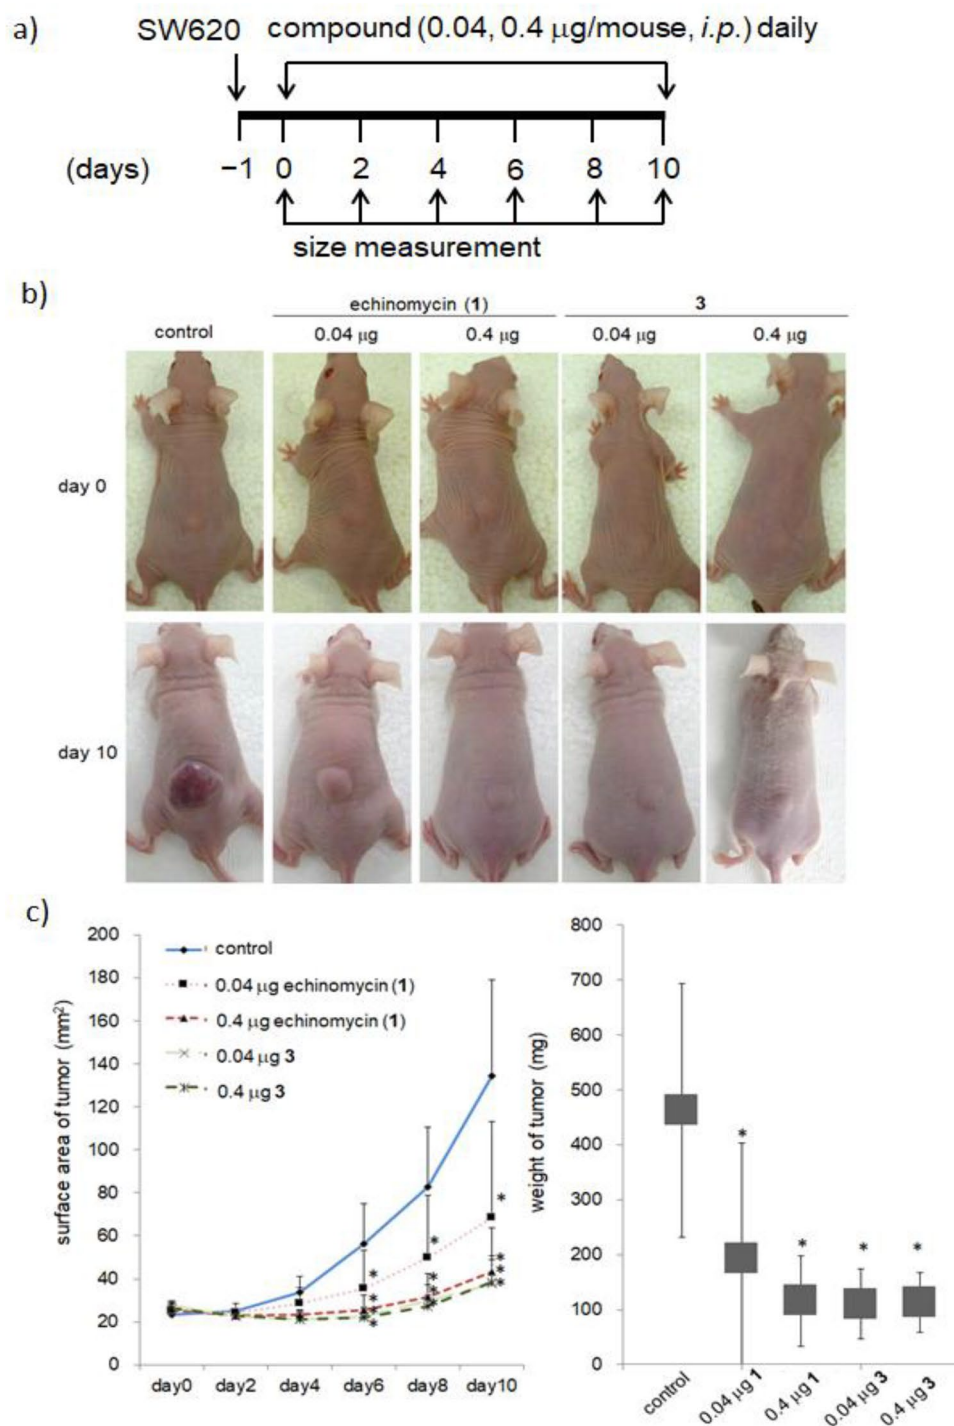 a)
SW620 compound (0.04, 0.4 μg/mouse, i.p.) daily
(days) −1 0 2 4 6 8 10
size measurement
b)
echinomycin (1) 3
control 0.04 μg 0.4 μg 0.04 μg 0.4 μg
day 0
day 10
c)
surface area of tumor (mm²)
200
180
160
140
120
100
80
60
40
20
0
control
0.04 μg echinomycin (1)
0.4 μg echinomycin (1)
0.04 μg 3
0.4 μg 3
* * * * * * * * *
day0 day2 day4 day6 day8 day10
weight of tumor (mg)
800
700
600
500
400
300
200
100
0
* * * *
control 0.04 μg 1 0.4 μg 1 0.04 μg 3 0.4 μg 3